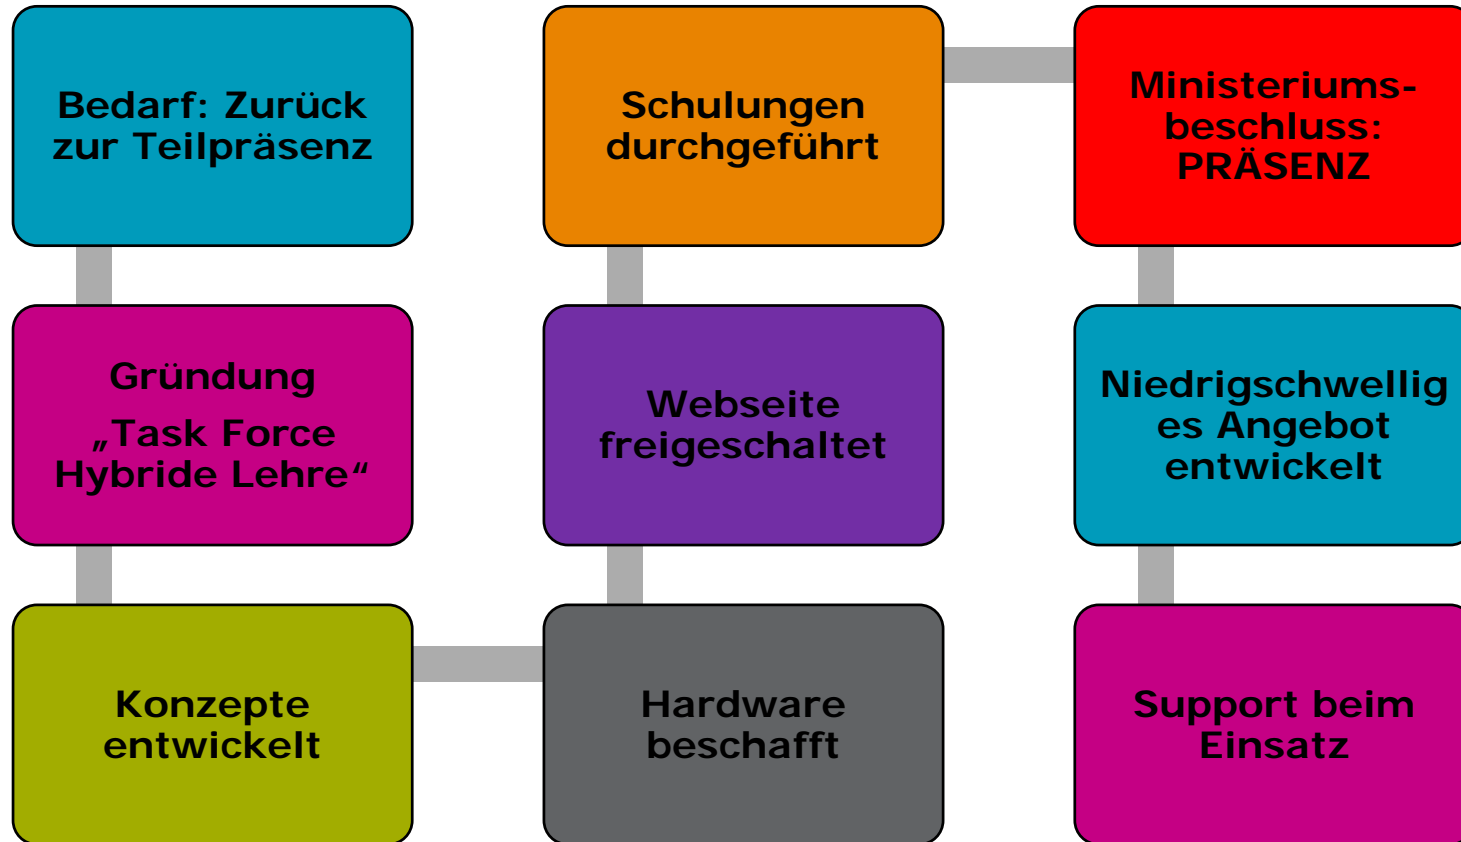 Bedarf: Zurück
zur Teilpräsenz
Gründung
„Task Force
Hybride Lehre“
Konzepte
entwickelt
Hardware
beschafft
Webseite
freigeschaltet
Schulungen
durchgeführt
Ministeriums-
beschluss:
PRÄSENZ
Niedrigschwellig
es Angebot
entwickelt
Support beim
Einsatz